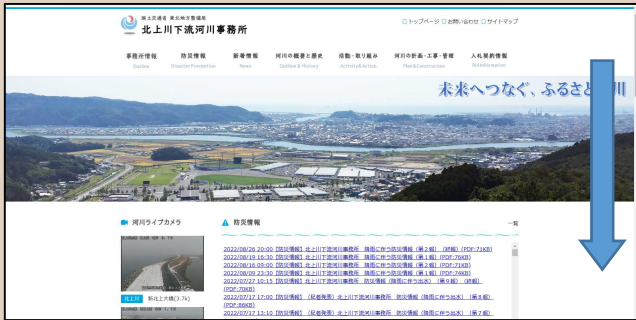 国土交通省 東北地方整備局
北上川下流河川事務所
トップページ お問い合わせ サイトマップ
事務所情報 防災情報 新着情報 河川の概要と歴史 活動・取り組み 河川の計画・工事・管理 入札契約情報
Outline Disaster Prevention News Outline & History Activity & Action Plan&Construction Bid Information
未来へつなぐ、ふるさと 川
河川ライブカメラ
防災情報
一覧
2022/08/26 20:00【防災情報】北上川下流河川事務所 降雨に伴う防災情報（第2報）（終報）(PDF:71KB)
2022/08/19 16:30【防災情報】北上川下流河川事務所 降雨に伴う防災情報（第1報）(PDF:76KB)
2022/08/16 09:00【防災情報】北上川下流河川事務所 降雨に伴う防災情報（第2報）(PDF:71KB)
2022/08/09 23:30【防災情報】北上川下流河川事務所 降雨に伴う防災情報（第1報）(PDF:74KB)
2022/07/27 10:15【防災情報】北上川下流河川事務所 防災情報（降雨に伴う出水）（第9報）（終報）
(PDF:70KB)
2022/07/17 17:00【防災情報】（記者発表）北上川下流河川事務所 防災情報（降雨に伴う出水）（第8報）
(PDF:86KB)
2022/07/17 13:10【防災情報】（記者発表）北上川下流河川事務所 防災情報（降雨に伴う出水）（第7報）
北上川 新北上大橋(3.7k)